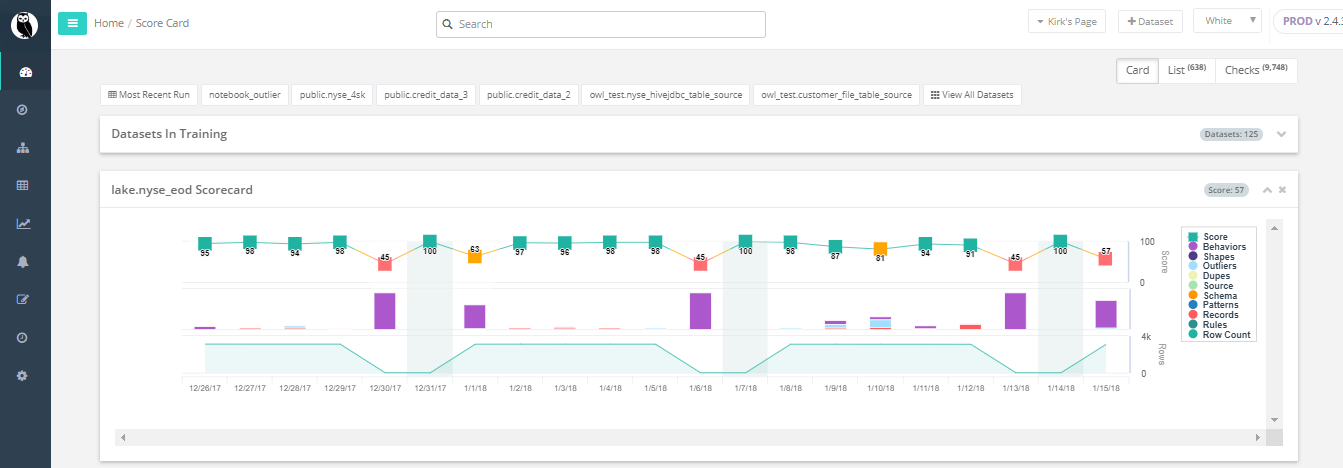 Home / Score Card
Search
Kirk's Page
Dataset
White
PROD v 2.4.
Card
List (638)
Checks (9,748)
Most Recent Run
notebook_outlier
public.nyse_4sk
public.credit_data_3
public.credit_data_2
owl_test.nyse_hivejdbc_table_source
owl_test.customer_file_table_source
View All Datasets
Datasets In Training
Datasets: 125
lake.nyse_eod Scorecard
Score: 57
95 98 94 98 45 100 63 97 96 98 98 45 100 98 87 81 94 91 45 100 57
100
0
Score
4k
0
Rows
12/26/17 12/27/17 12/28/17 12/29/17 12/30/17 12/31/17 1/1/18 1/2/18 1/3/18 1/4/18 1/5/18 1/6/18 1/7/18 1/8/18 1/9/18 1/10/18 1/11/18 1/12/18 1/13/18 1/14/18 1/15/18
Score
Behaviors
Shapes
Outliers
Dupes
Source
Schema
Patterns
Records
Rules
Row Count